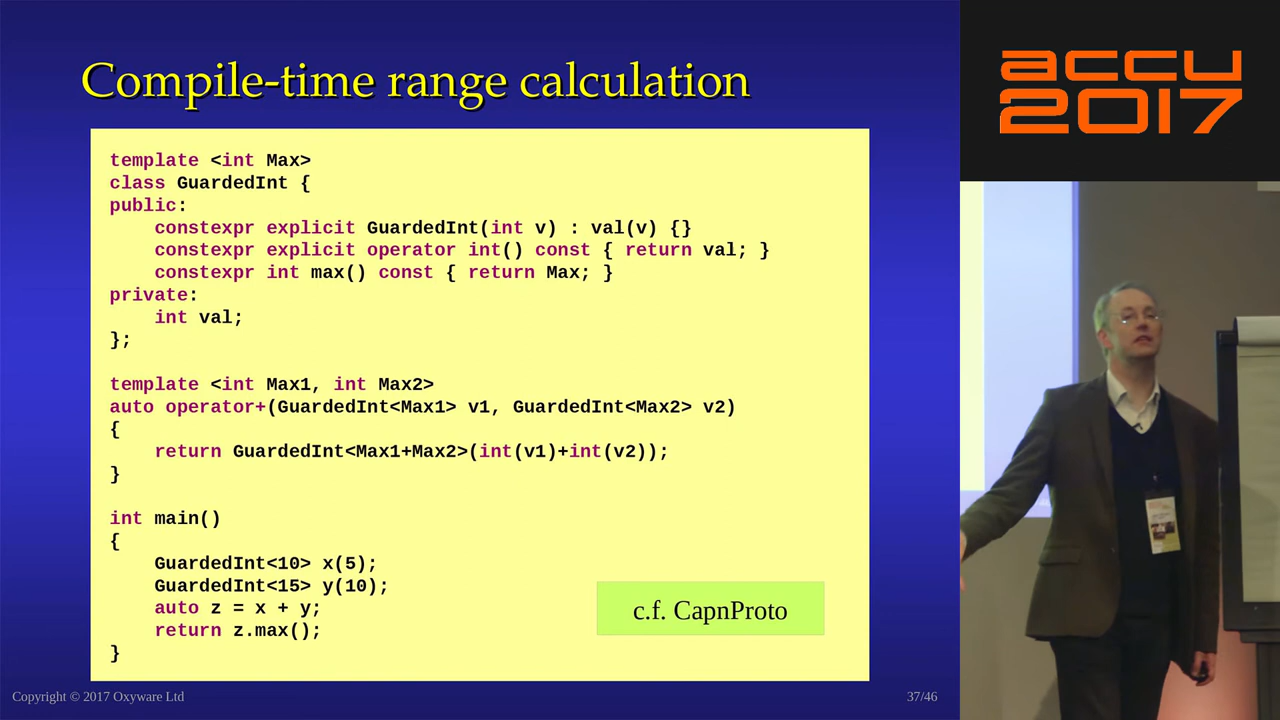 Compile-time range calculation
template <int Max>
class GuardedInt {
public:
    constexpr explicit GuardedInt(int v) : val(v) {}
    constexpr explicit operator int() const { return val; }
    constexpr int max() const { return Max; }
private:
    int val;
};
template <int Max1, int Max2>
auto operator+(GuardedInt<Max1> v1, GuardedInt<Max2> v2)
{
    return GuardedInt<Max1+Max2>(int(v1)+int(v2));
}
int main()
{
    GuardedInt<10> x(5);
    GuardedInt<15> y(10);
    auto z = x + y;
    return z.max();
}
c.f. CapnProto
Copyright © 2017 Oxyware Ltd
37/46
accu
2017